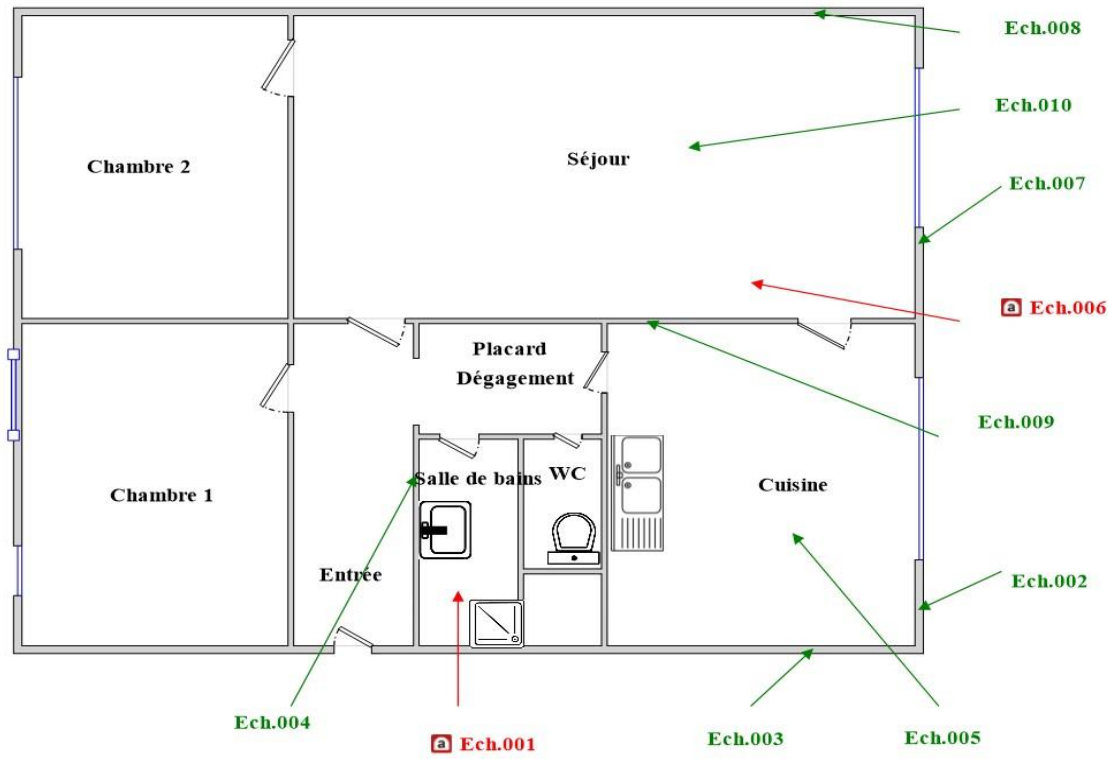 Ech.008
Ech.010
Chambre 2
Séjour
Ech.007
a Ech.006
Placard
Dégagement
Ech.009
Salle de bains
WC
Cuisine
Chambre 1
Entrée
Ech.002
Ech.004
a Ech.001
Ech.003
Ech.005